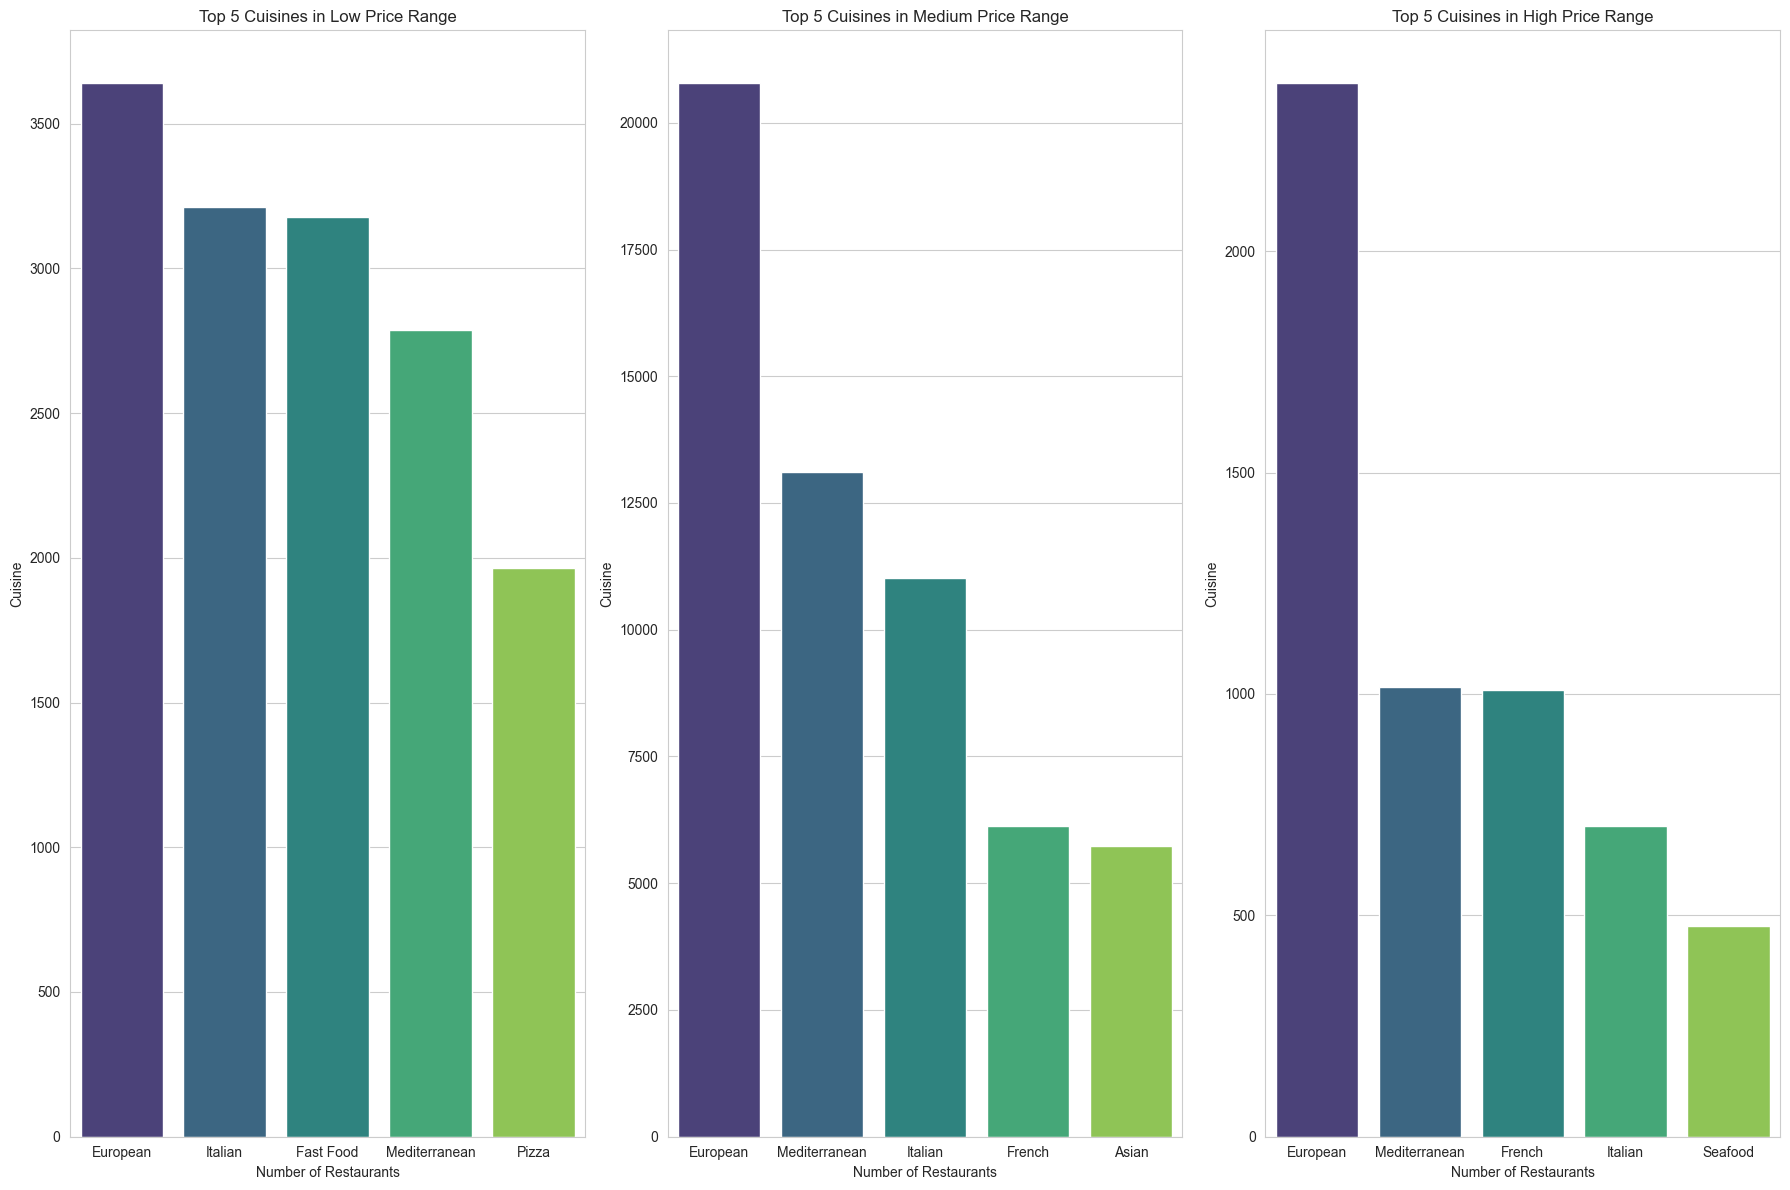 Top 5 Cuisines in Low Price Range
Cuisine
3500
3000
2500
2000
1500
1000
500
0
European Italian Fast Food Mediterranean Pizza
Number of Restaurants
Top 5 Cuisines in Medium Price Range
Cuisine
20000
17500
15000
12500
10000
7500
5000
2500
0
European Mediterranean Italian French Asian
Number of Restaurants
Top 5 Cuisines in High Price Range
Cuisine
2000
1500
1000
500
0
European Mediterranean French Italian Seafood
Number of Restaurants